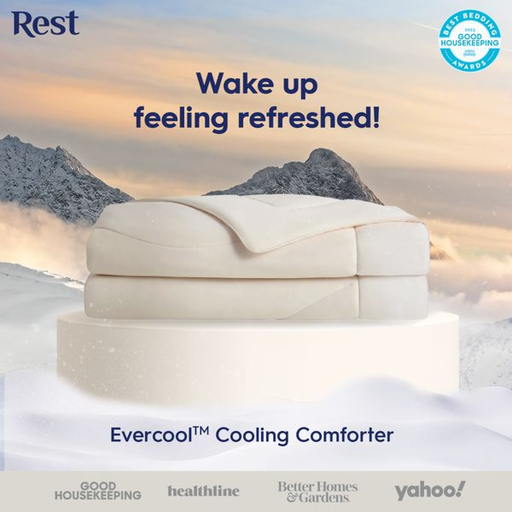 Rest
BEST BEDDING
GOOD
HOUSEKEEPING
AWARDS
Wake up
feeling refreshed!
Evercool™ Cooling Comforter
GOOD
HOUSEKEEPING
healthline
Better Homes
& Gardens.
yahoo!